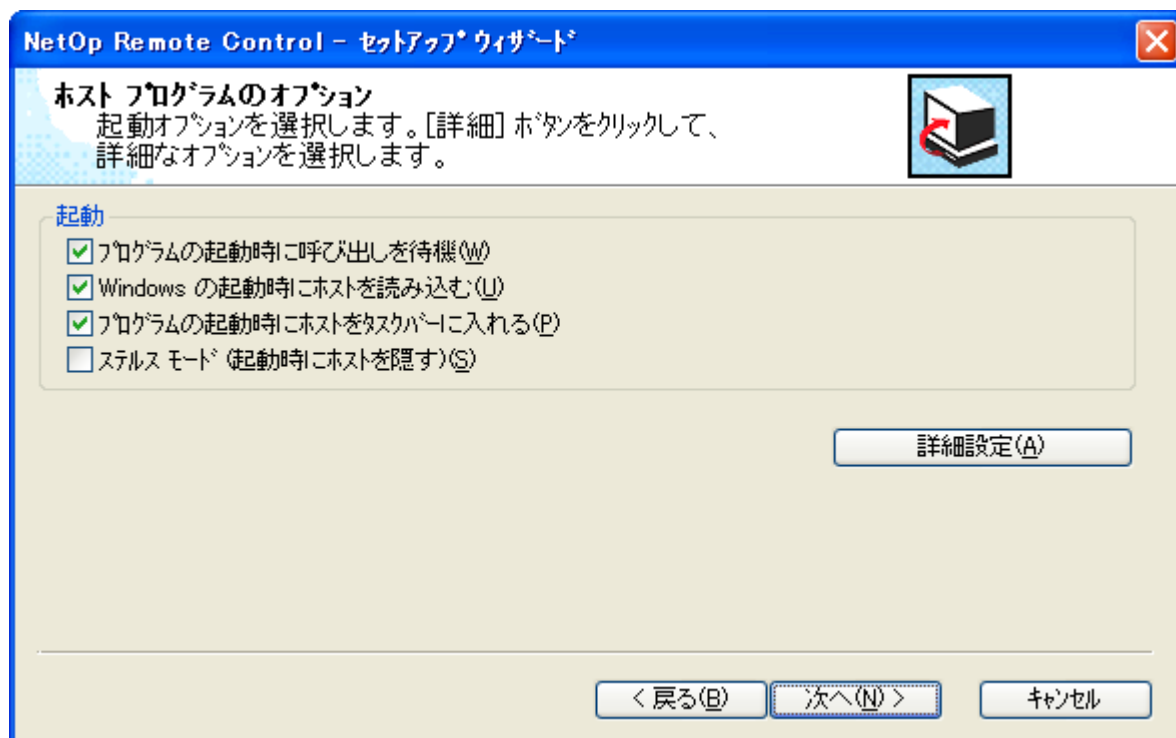 NetOp Remote Control - セットアップ ウィザード
ホスト プログラムのオプション
起動オプションを選択します。[詳細] ボタンをクリックして、
詳細なオプションを選択します。
起動
プログラムの起動時に呼び出しを待機(W)
Windows の起動時にホストを読み込む(U)
プログラムの起動時にホストをタスクバーに入れる(P)
ステルス モード (起動時にホストを隠す)(S)
詳細設定(A)
< 戻る(B)
次へ(N) >
キャンセル